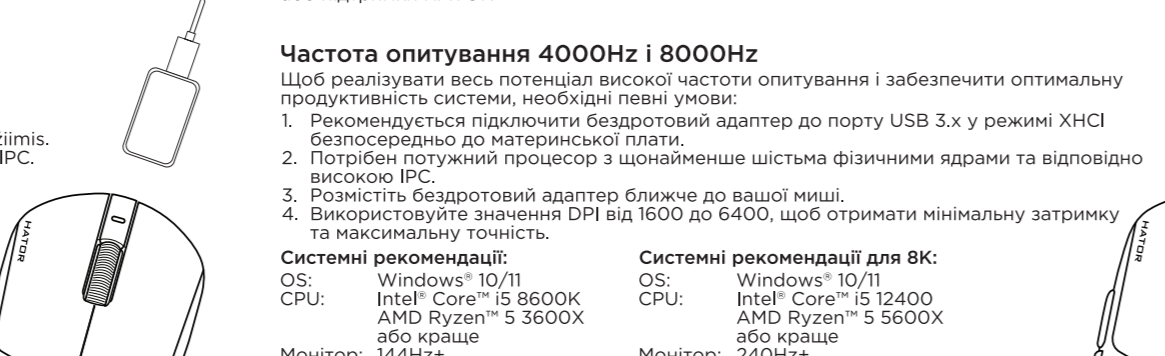 žiimis.
IPC.
HATOR
Частота опитування 4000Hz і 8000Hz
Щоб реалізувати весь потенціал високої частоти опитування і забезпечити оптимальну
продуктивність системи, необхідні певні умови:
1. Рекомендується підключити бездротовий адаптер до порту USB 3.x у режимі XHCI
безпосередньо до материнської плати.
2. Потрібен потужний процесор з щонайменше шістьма фізичними ядрами та відповідно
високою IPC.
3. Розмістіть бездротовий адаптер ближче до вашої миші.
4. Використовуйте значення DPI від 1600 до 6400, щоб отримати мінімальну затримку
та максимальну точність.
Системні рекомендації:
OS: Windows® 10/11
CPU: Intel® Core™ i5 8600K
AMD Ryzen™ 5 3600X
або краще
Монітор: 144Hz+
Системні рекомендації для 8K:
OS: Windows® 10/11
CPU: Intel® Core™ i5 12400
AMD Ryzen™ 5 5600X
або краще
Монітор: 240Hz+
HATOR